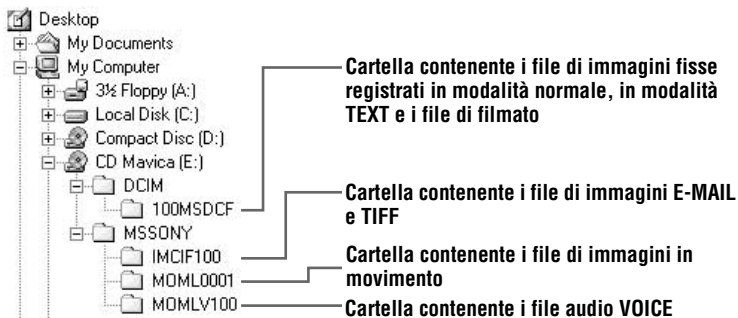 Desktop
My Documents
My Computer
3½ Floppy (A:)
Local Disk (C:)
Compact Disc (D:)
CD Mavica (E:)
DCIM
100MSDCF
MSSONY
IMCIF100
MOML0001
MOMLV100
Cartella contenente i file di immagini fisse
registrati in modalità normale, in modalità
TEXT e i file di filmato
Cartella contenente i file di immagini E-MAIL
e TIFF
Cartella contenente i file di immagini in
movimento
Cartella contenente i file audio VOICE